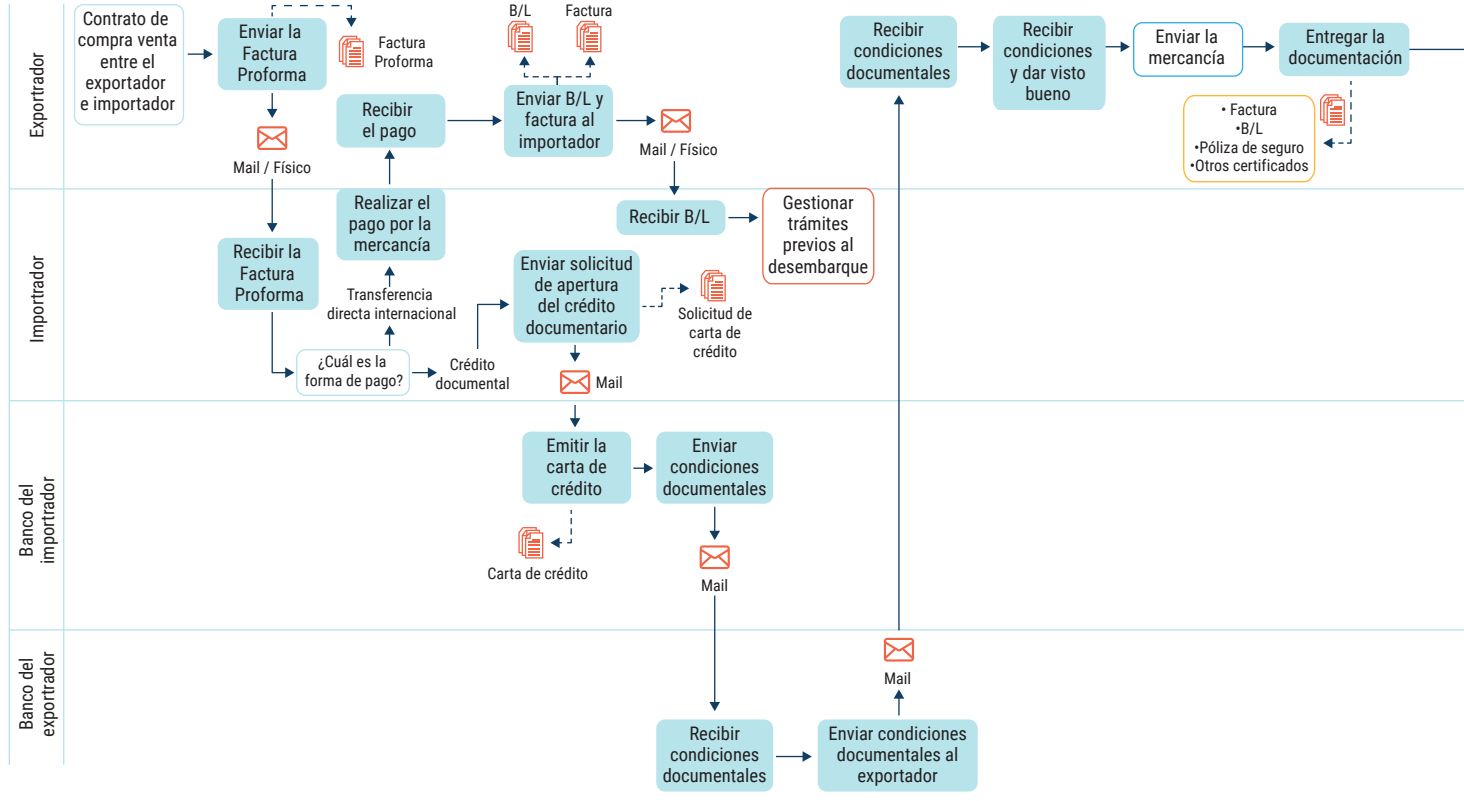 Exportrador
Contrato de
compra venta
entre el
exportador
e importador
Enviar la
Factura
Proforma
Factura
Proforma
Mail / Físico
Recibir
el pago
B/L
Factura
Enviar B/L y
factura al
importador
Mail / Físico
Recibir
condiciones
documentales
Recibir
condiciones
y dar visto
bueno
Enviar la
mercancía
Entregar la
documentación
• Factura
•B/L
•Póliza de seguro
•Otros certificados
Importrador
Recibir la
Factura
Proforma
Realizar el
pago por la
mercancía
Transferencia
directa internacional
¿Cuál es la
forma de pago?
Crédito
documental
Enviar solicitud
de apertura
del crédito
documentario
Solicitud de
carta de
crédito
Mail
Recibir B/L
Gestionar
trámites
previos al
desembarque
Banco del
importrador
Emitir la
carta de
crédito
Carta de crédito
Enviar
condiciones
documentales
Mail
Banco del
exportrador
Recibir
condiciones
documentales
Enviar condiciones
documentales al
exportador
Mail